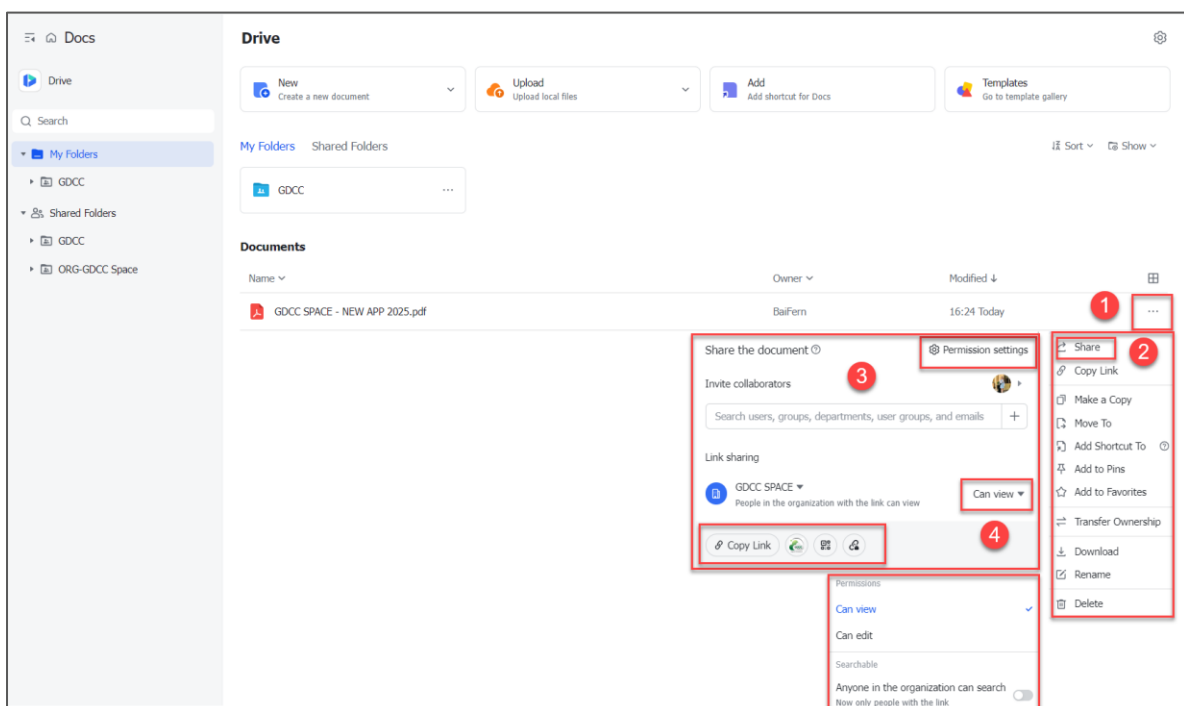 Docs
Drive
Search
My Folders
GDCC
Shared Folders
GDCC
ORG-GDCC Space
Drive
New
Create a new document
Upload
Upload local files
Add
Add shortcut for Docs
Templates
Go to template gallery
My Folders Shared Folders
Sort Show
GDCC
Documents
Name Owner Modified
GDCC SPACE - NEW APP 2025.pdf BaiFern 16:24 Today
1
Share
2
Copy Link
Make a Copy
Move To
Add Shortcut To
Add to Pins
Add to Favorites
Transfer Ownership
Download
Rename
Delete
Share the document Permission settings
3
Invite collaborators
Search users, groups, departments, user groups, and emails
Link sharing
GDCC SPACE
People in the organization with the link can view
Can view
4
Copy Link
Permissions
Can view
Can edit
Searchable
Anyone in the organization can search
Now only people with the link